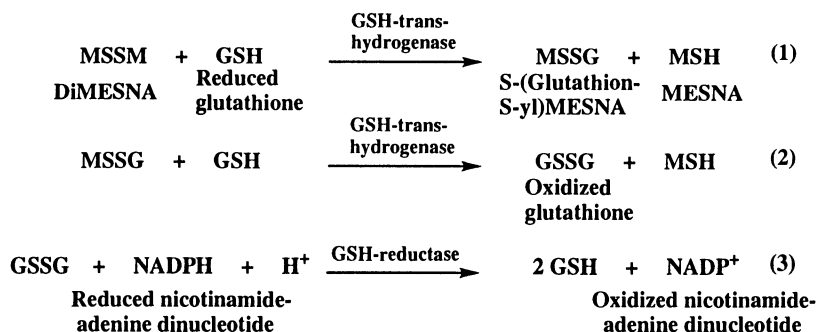 GSH-trans-
hydrogenase
MSSM + GSH MSSG + MSH (1)
DiMESNA Reduced glutathione S-(Glutathion-S-yl)MESNA MESNA
GSH-trans-
hydrogenase
MSSG + GSH GSSG + MSH (2)
Oxidized
glutathione
GSH-reductase
GSSG + NADPH + H⁺ 2 GSH + NADP⁺ (3)
Reduced nicotinamide- Oxidized nicotinamide-
adenine dinucleotide adenine dinucleotide